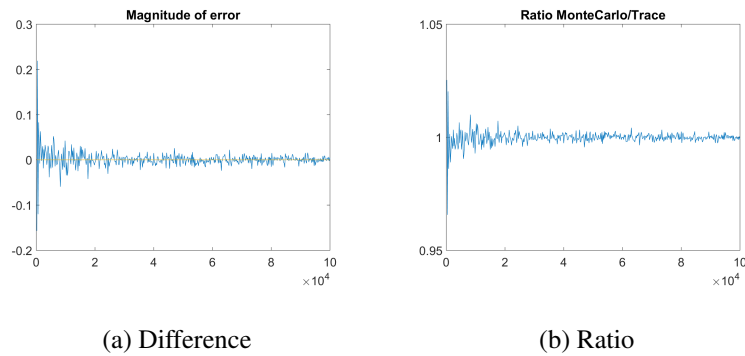 Magnitude of error
0.3
0.2
0.1
0
-0.1
-0.2
0 2 4 6 8 10
×10^4
(a) Difference
Ratio MonteCarlo/Trace
1.05
1
0.95
0 2 4 6 8 10
×10^4
(b) Ratio